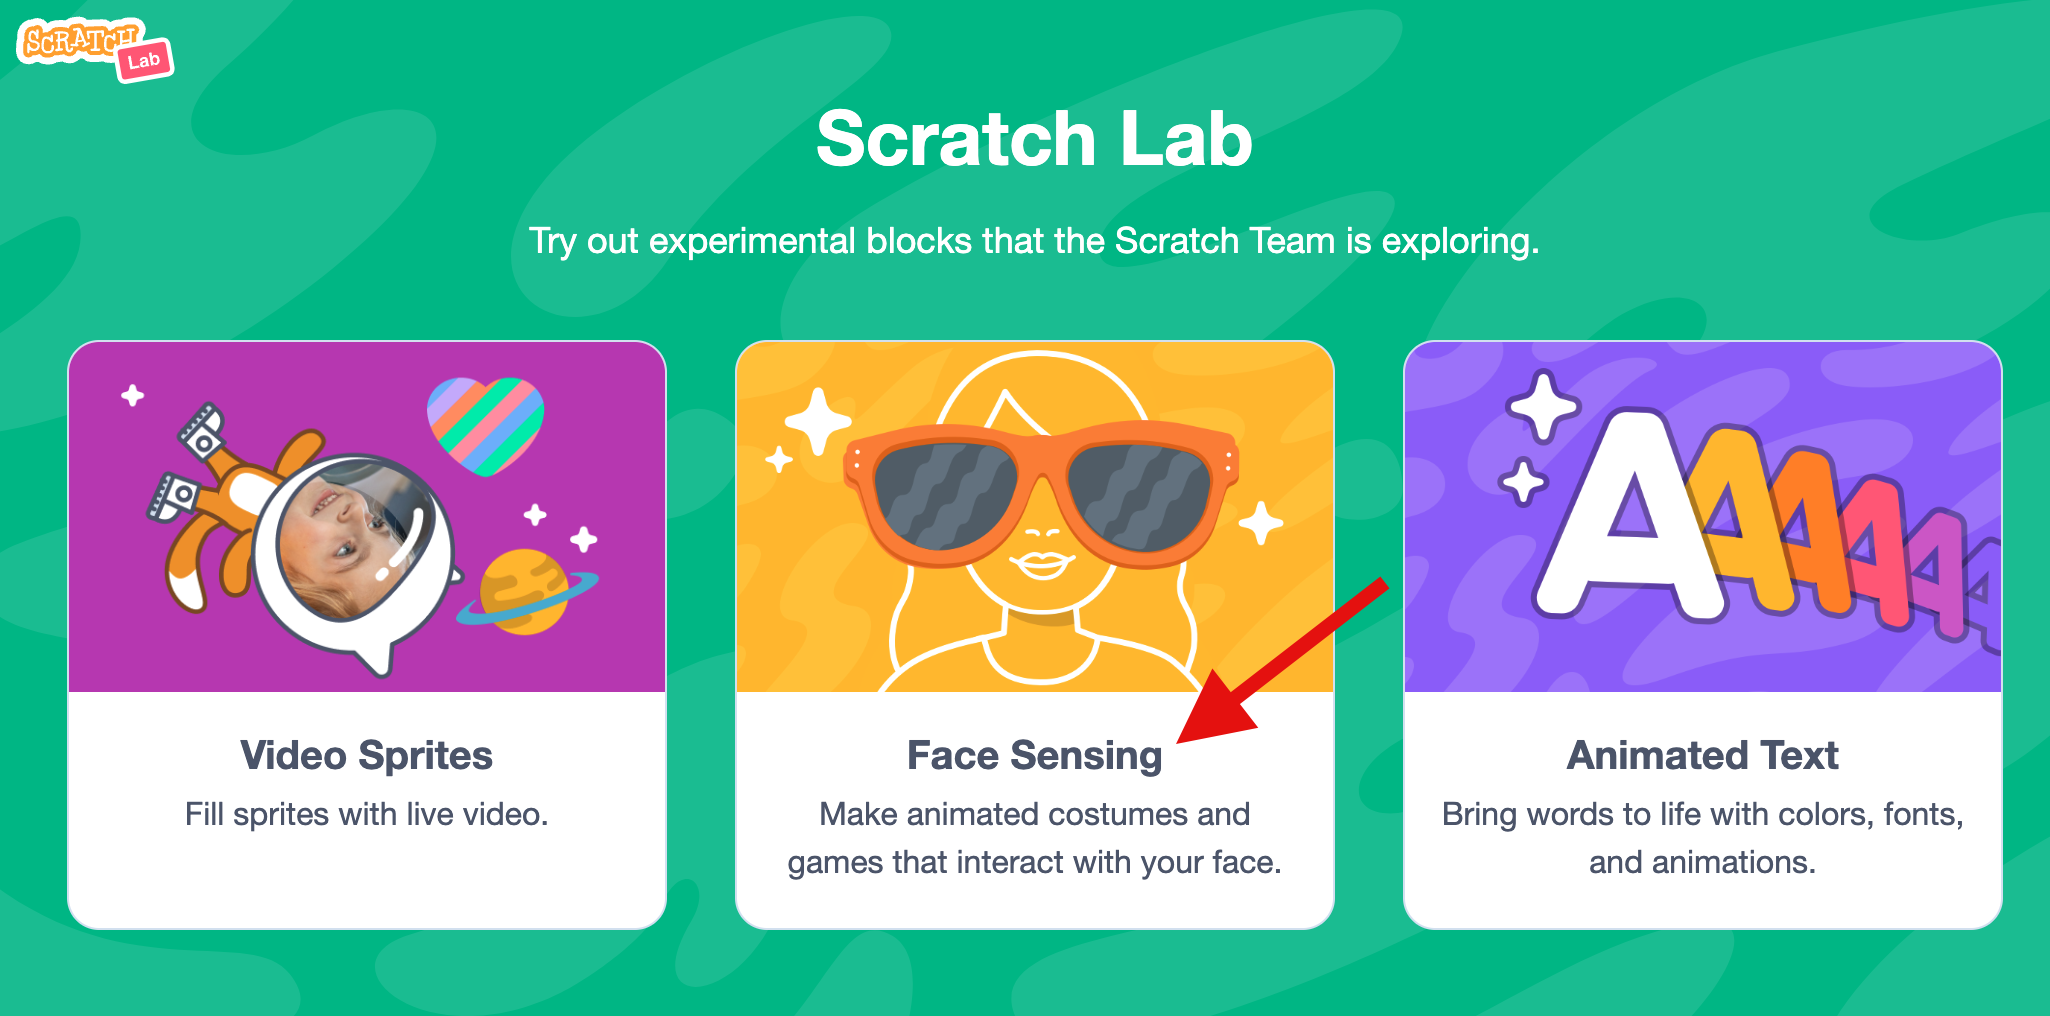 SCRATCH
Lab
Scratch Lab
Try out experimental blocks that the Scratch Team is exploring.
A A A A A A
Video Sprites
Fill sprites with live video.
Face Sensing
Make animated costumes and
games that interact with your face.
Animated Text
Bring words to life with colors, fonts,
and animations.